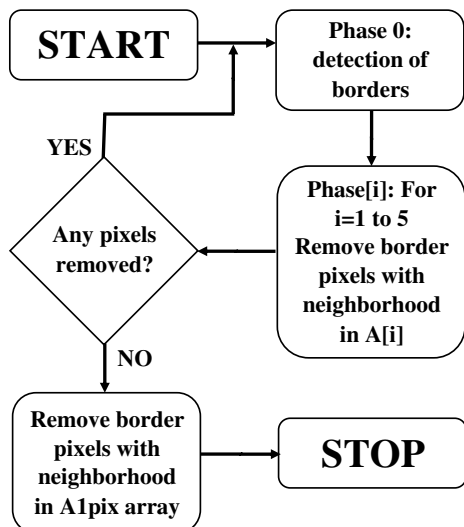 START
Phase 0:
detection of
borders
YES
Phase[i]: For
i=1 to 5
Remove border
pixels with
neighborhood
in A[i]
Any pixels
removed?
NO
Remove border
pixels with
neighborhood
in A1pix array
STOP